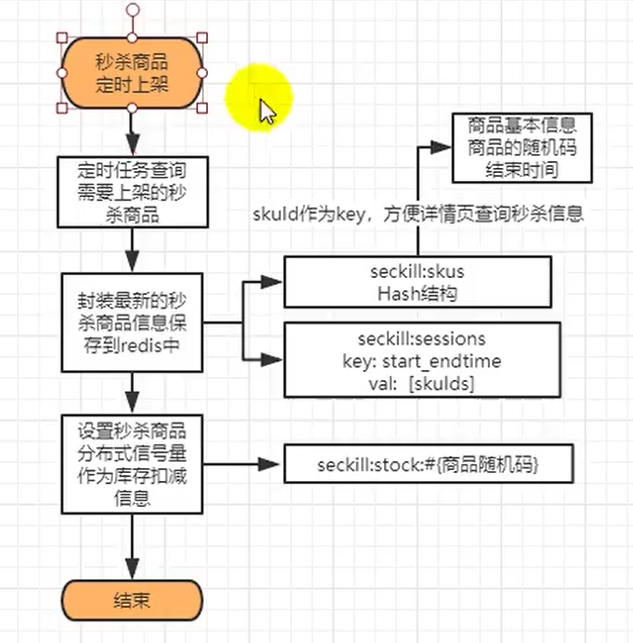 秒杀商品
定时上架
商品基本信息
商品的随机码
结束时间
定时任务查询
需要上架的秒
杀商品
skuId作为key，方便详情页查询秒杀信息
封装最新的秒
杀商品信息保
存到redis中
seckill:skus
Hash结构
seckill:sessions
key: start_endtime
val: [skuIds]
设置秒杀商品
分布式信号量
作为库存扣减
信息
seckill:stock:#{商品随机码}
结束